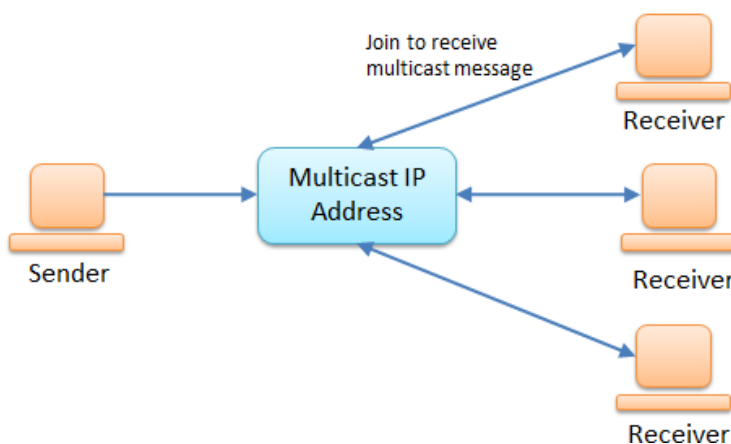 Join to receive
multicast message
Receiver
Multicast IP
Address
Sender
Receiver
Receiver